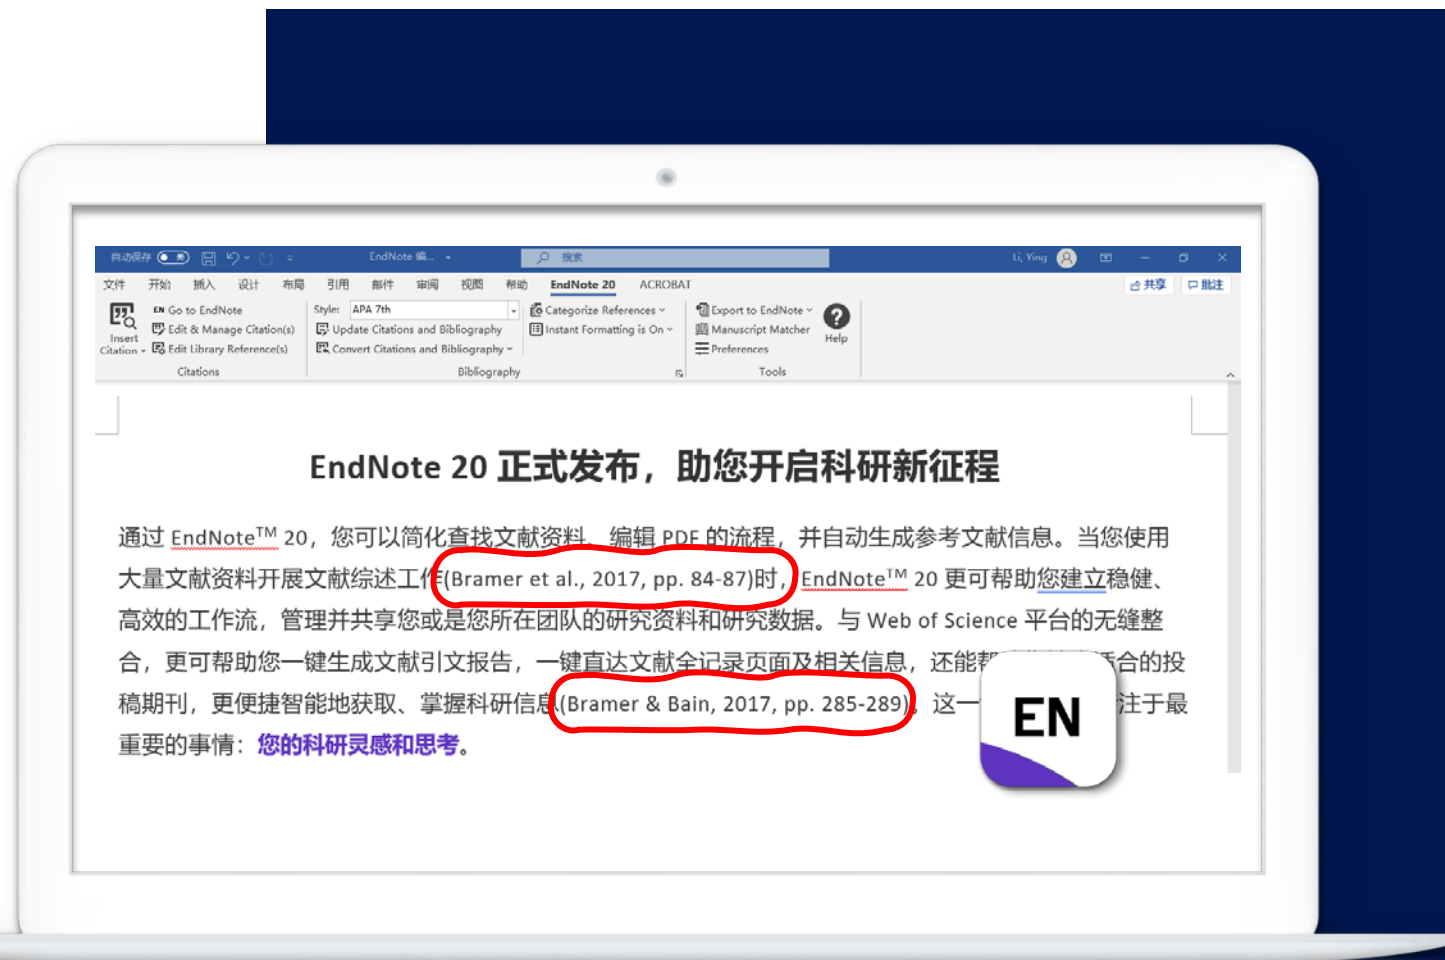 自动保存 关 EndNote 编... 搜索 Li, Ying
文件 开始 插入 设计 布局 引用 邮件 审阅 视图 帮助 EndNote 20 ACROBAT 共享 批注
EN Go to EndNote Style: APA 7th Categorize References Export to EndNote
Edit & Manage Citation(s) Update Citations and Bibliography Instant Formatting is On Manuscript Matcher
Insert Citation Edit Library Reference(s) Convert Citations and Bibliography Preferences Help
Citations Bibliography Tools
EndNote 20 正式发布，助您开启科研新征程
通过 EndNote™ 20，您可以简化查找文献资料、编辑 PDF 的流程，并自动生成参考文献信息。当您使用
大量文献资料开展文献综述工作(Bramer et al., 2017, pp. 84-87)时，EndNote™ 20 更可帮助您建立稳健、
高效的工作流，管理并共享您或是您所在团队的研究资料和研究数据。与 Web of Science 平台的无缝整
合，更可帮助您一键生成文献引文报告，一键直达文献全记录页面及相关信息，还能帮 适合的投
稿期刊，更便捷智能地获取、掌握科研信息(Bramer & Bain, 2017, pp. 285-289)。这一 注于最
重要的事情：您的科研灵感和思考。
EN